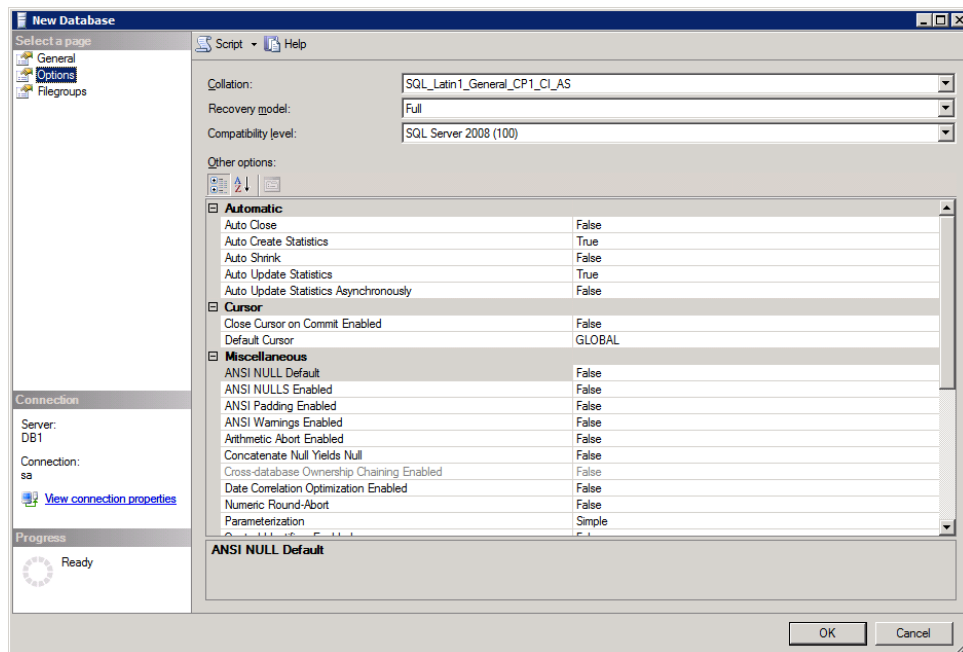 New Database
Select a page
General
Options
Filegroups
Script Help
Collation: SQL_Latin1_General_CP1_CI_AS
Recovery model: Full
Compatibility level: SQL Server 2008 (100)
Other options:
Automatic
Auto Close False
Auto Create Statistics True
Auto Shrink False
Auto Update Statistics True
Auto Update Statistics Asynchronously False
Cursor
Close Cursor on Commit Enabled False
Default Cursor GLOBAL
Miscellaneous
ANSI NULL Default False
ANSI NULLS Enabled False
ANSI Padding Enabled False
ANSI Warnings Enabled False
Arithmetic Abort Enabled False
Concatenate Null Yields Null False
Cross-database Ownership Chaining Enabled False
Date Correlation Optimization Enabled False
Numeric Round-Abort False
Parameterization Simple
ANSI NULL Default
Connection
Server:
DB1
Connection:
sa
View connection properties
Progress
Ready
OK Cancel